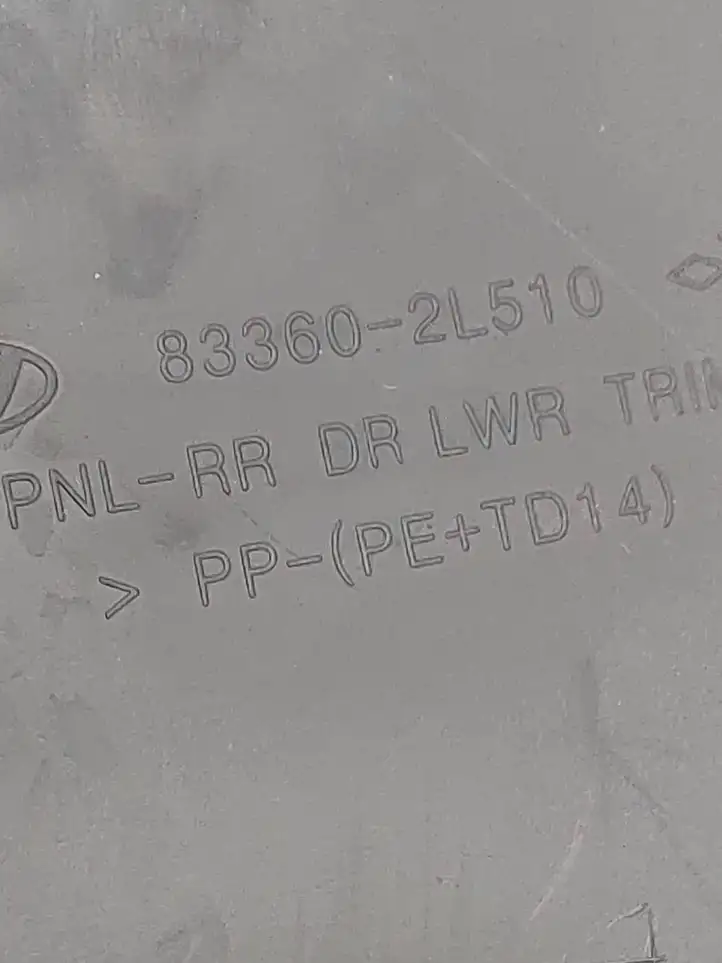 83360-2L510
PNL-RR DR LWR TRI
> PP-(PE+TD14)